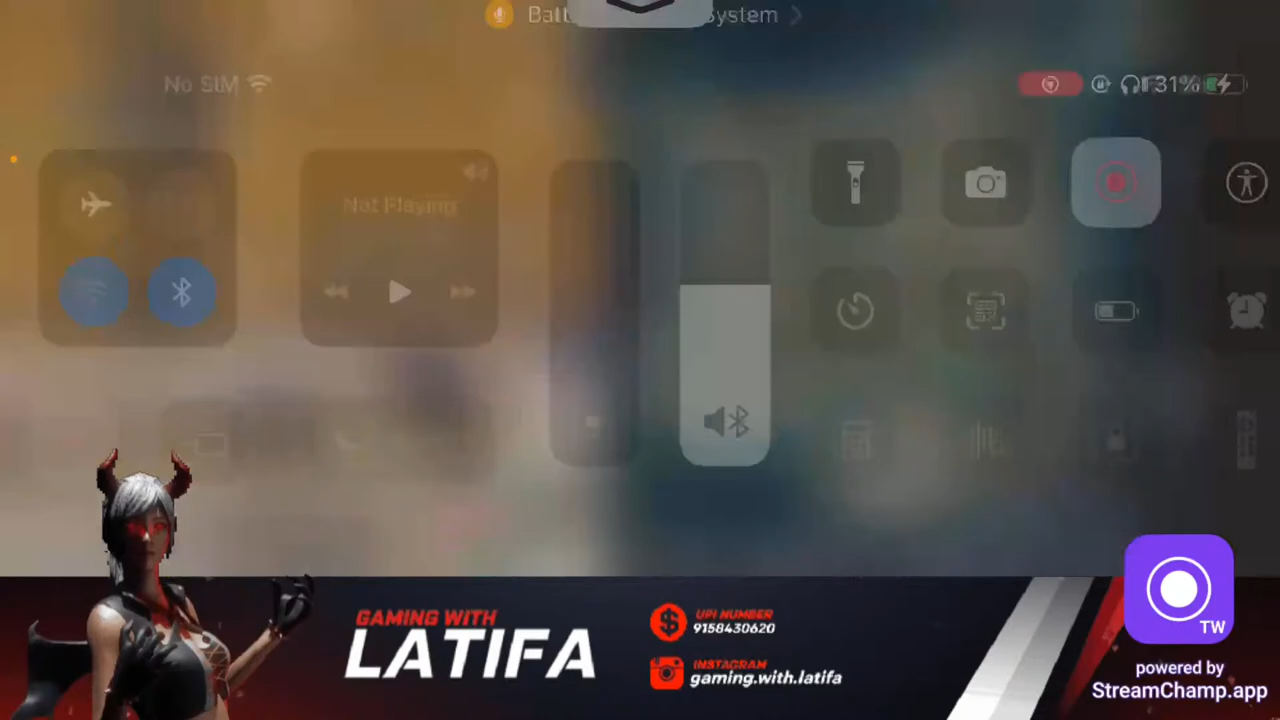 System
No SIM
31%
Not Playing
GAMING WITH
LATIFA
UPI NUMBER
9158430620
INSTAGRAM
gaming.with.latifa
TW
powered by
StreamChamp.app